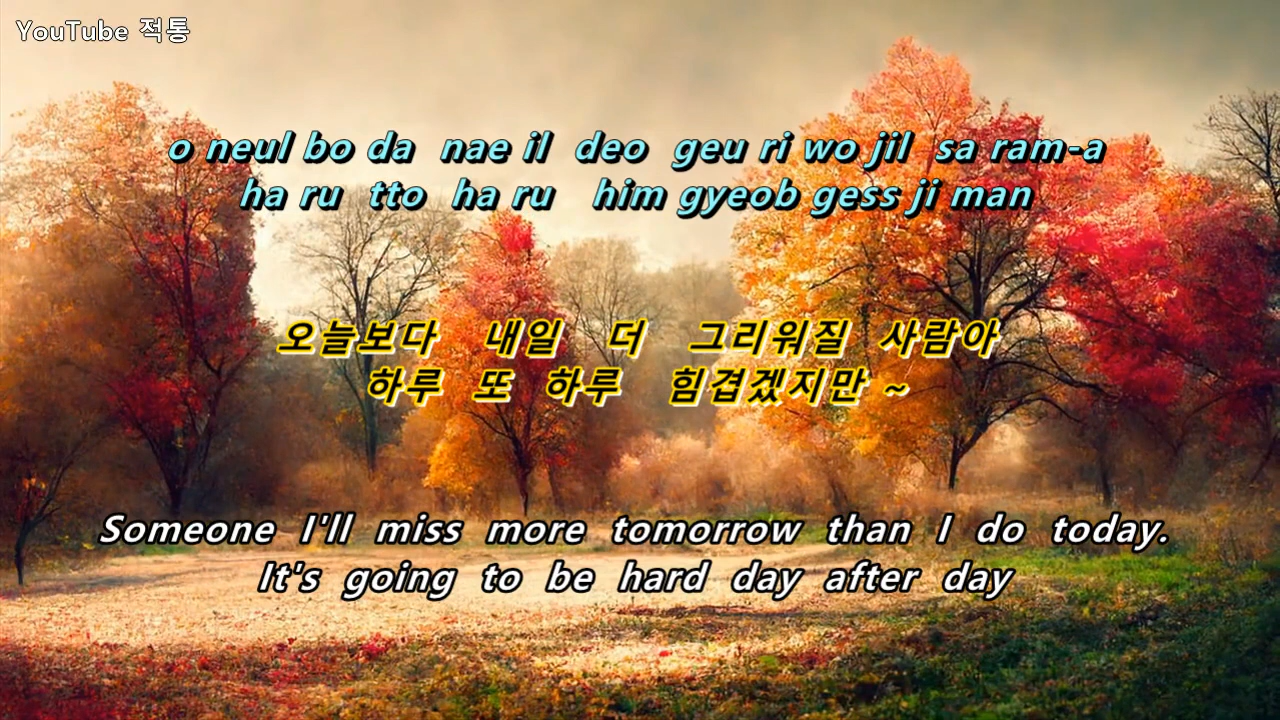 YouTube 적통
o neul bo da nae il deo geu ri wo jil sa ram-a
ha ru tto ha ru him gyeob gess ji man
오늘보다 내일 더 그리워질 사람아
하루 또 하루 힘겹겠지만 ~
Someone I'll miss more tomorrow than I do today.
It's going to be hard day after day